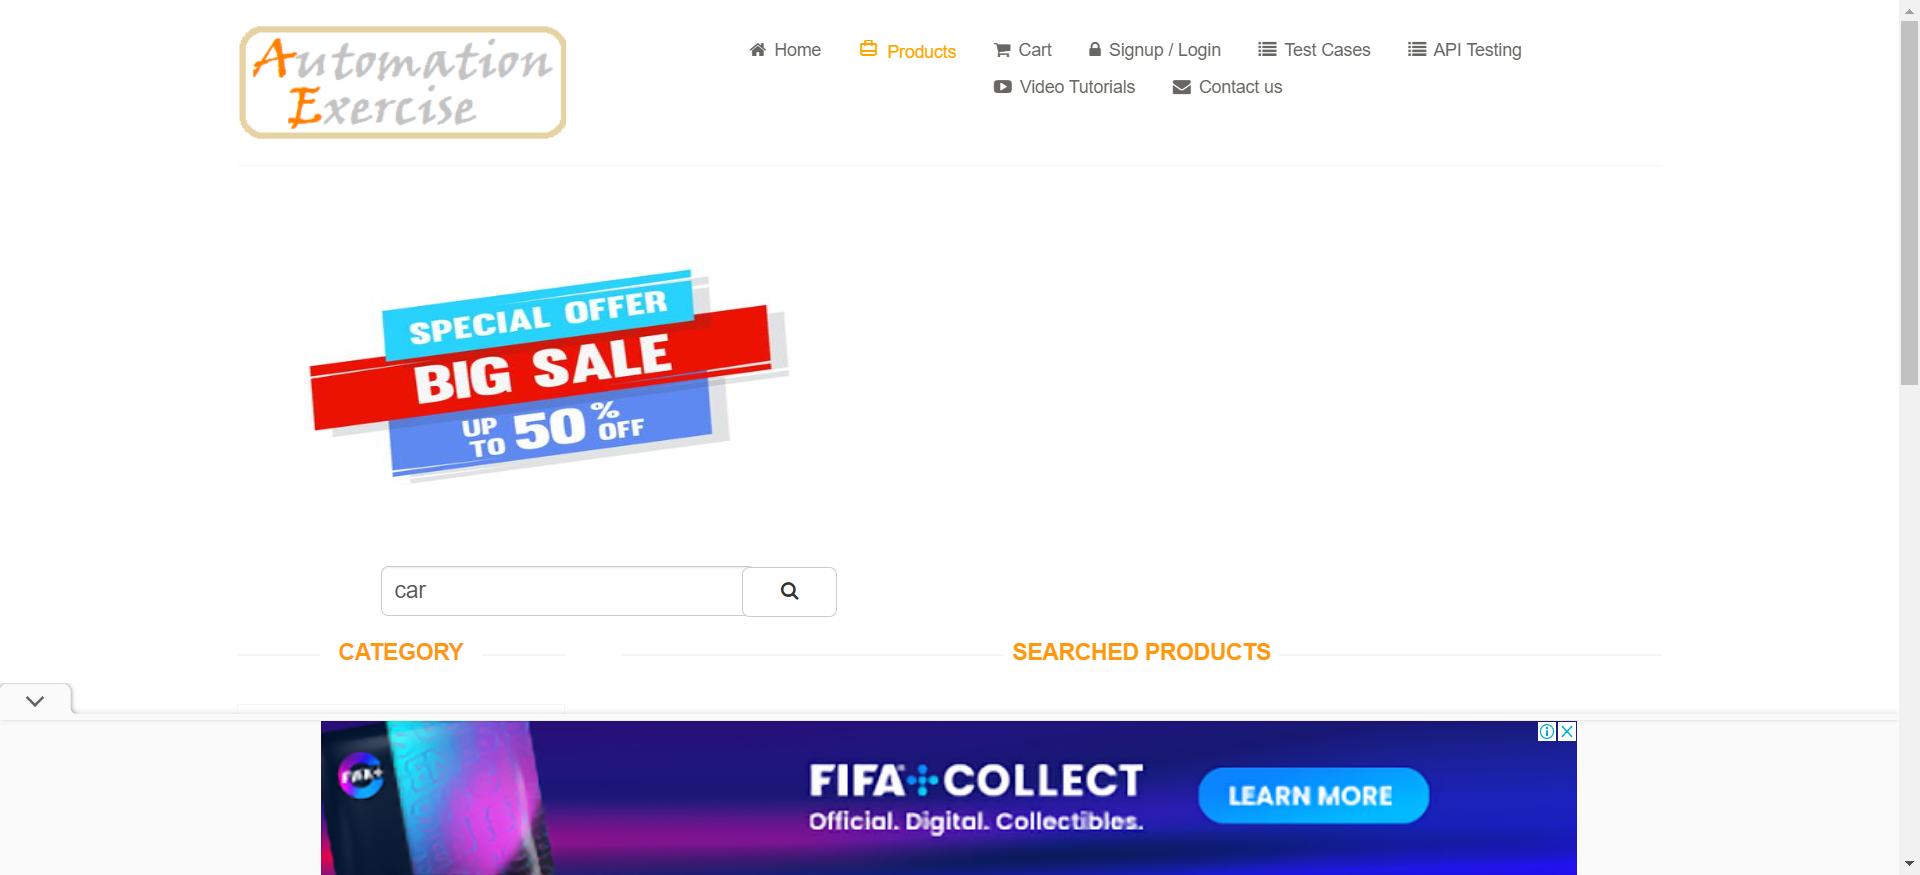 Automation
Exercise
Home
Products
Cart
Signup / Login
Test Cases
API Testing
Video Tutorials
Contact us
SPECIAL OFFER
BIG SALE
UP TO 50% OFF
car
CATEGORY
SEARCHED PRODUCTS
FIFA+
FIFA+COLLECT
Official. Digital. Collectibles.
LEARN MORE